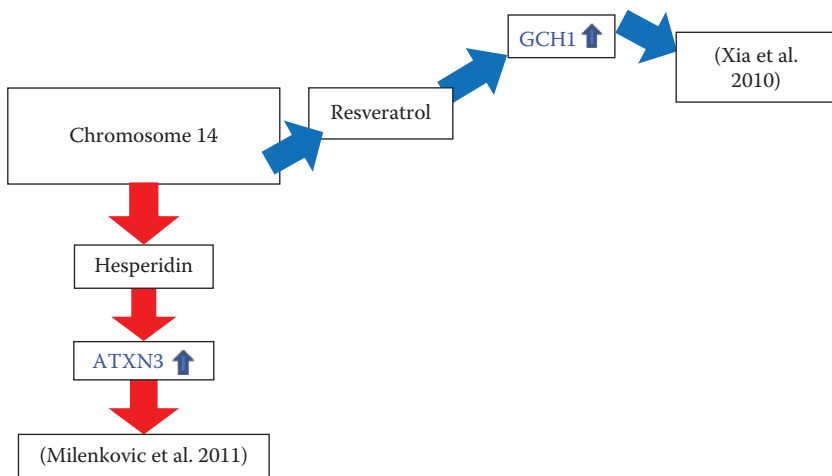 GCH1
(Xia et al.
2010)
Resveratrol
Chromosome 14
Hesperidin
ATXN3
(Milenkovic et al. 2011)